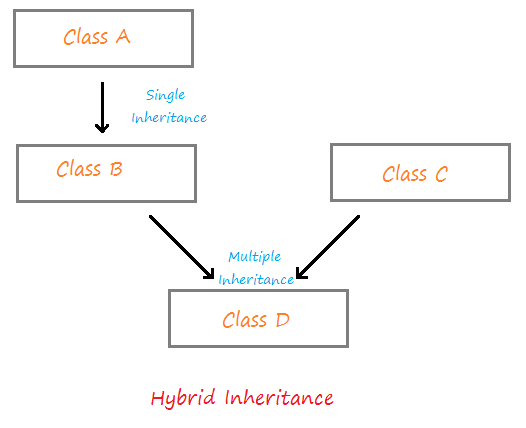 Class A
Single
Inheritance
Class B
Class C
Multiple
Inheritance
Class D
Hybrid Inheritance